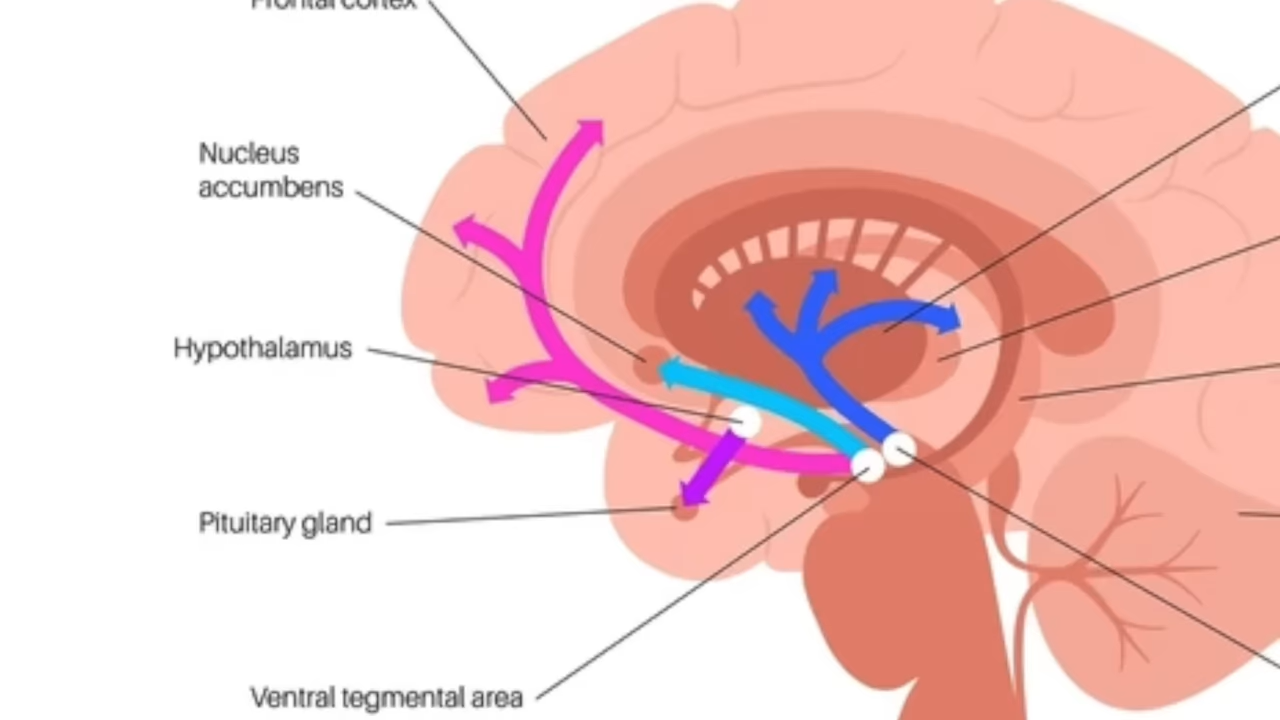 Frontal cortex
Nucleus
accumbens
Hypothalamus
Pituitary gland
Ventral tegmental area